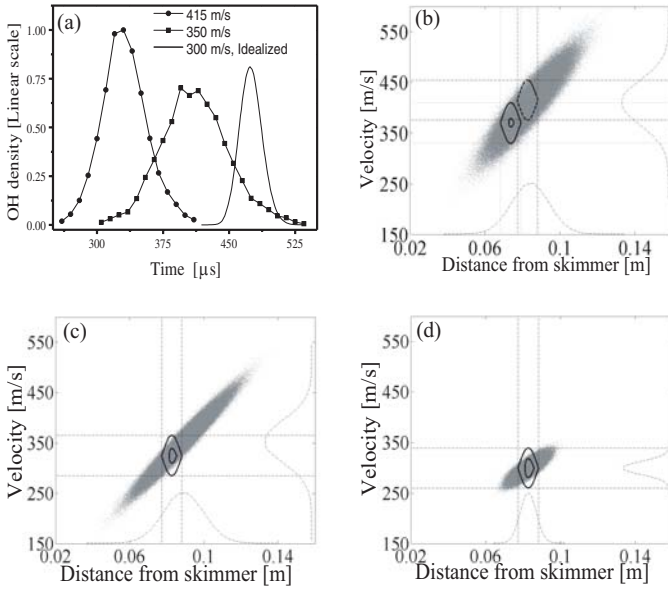 (a)
415 m/s
350 m/s
300 m/s, Idealized
OH density [Linear scale]
1.00
0.75
0.50
0.25
0.00
300
375
450
525
Time [μs]
(b)
Velocity [m/s]
550
450
350
250
150
0.02
0.06
0.1
0.14
Distance from skimmer [m]
(c)
Velocity [m/s]
550
450
350
250
150
0.02
0.06
0.1
0.14
Distance from skimmer [m]
(d)
Velocity [m/s]
550
450
350
250
150
0.02
0.06
0.1
0.14
Distance from skimmer [m]